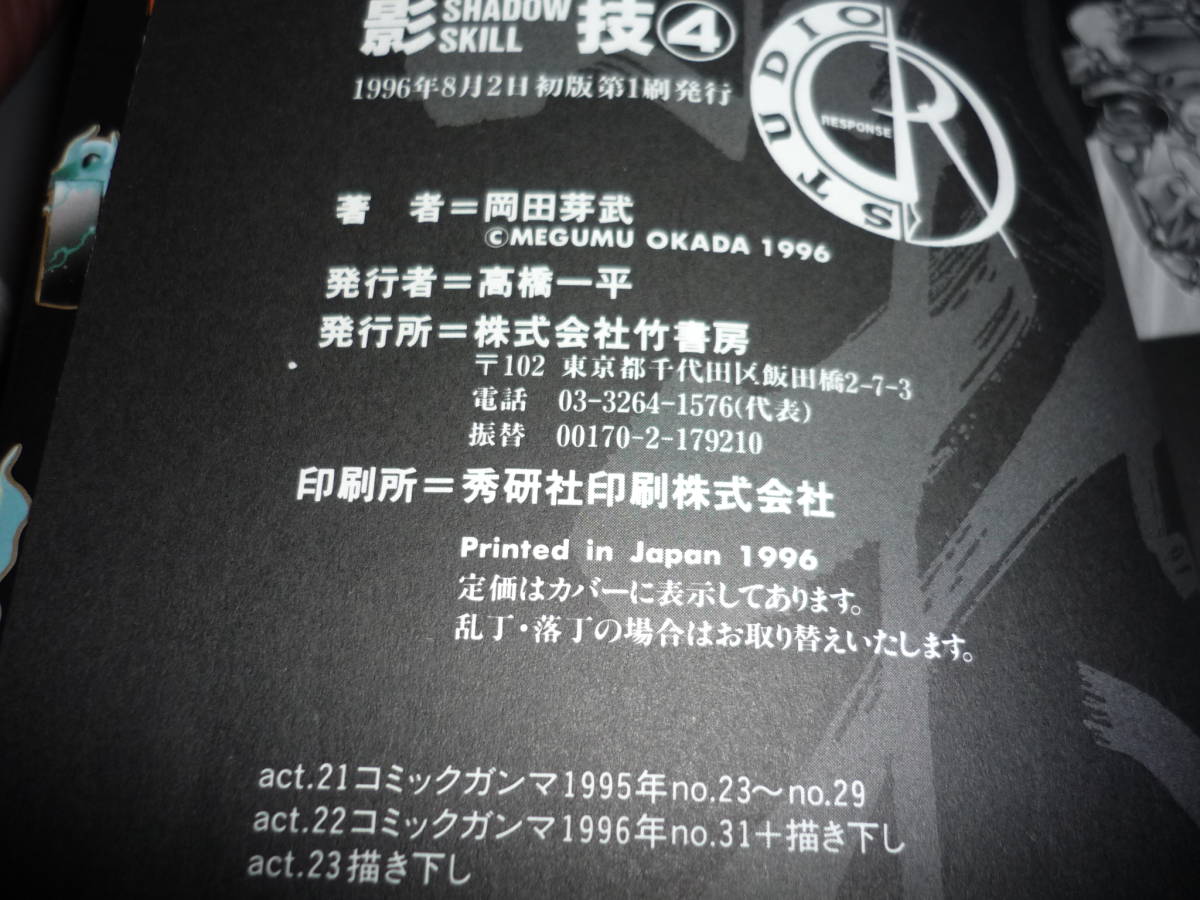 影 SHADOW SKILL 技④
1996年8月2日初版第1刷発行
STUDIO
RESPONSE
著　者＝岡田芽武
©MEGUMU OKADA 1996
発行者＝高橋一平
発行所＝株式会社竹書房
〒102 東京都千代田区飯田橋2-7-3
電話　03-3264-1576(代表)
振替　00170-2-179210
印刷所＝秀研社印刷株式会社
Printed in Japan 1996
定価はカバーに表示してあります。
乱丁・落丁の場合はお取り替えいたします。
act.21コミックガンマ1995年no.23〜no.29
act.22コミックガンマ1996年no.31＋描き下し
act.23描き下し